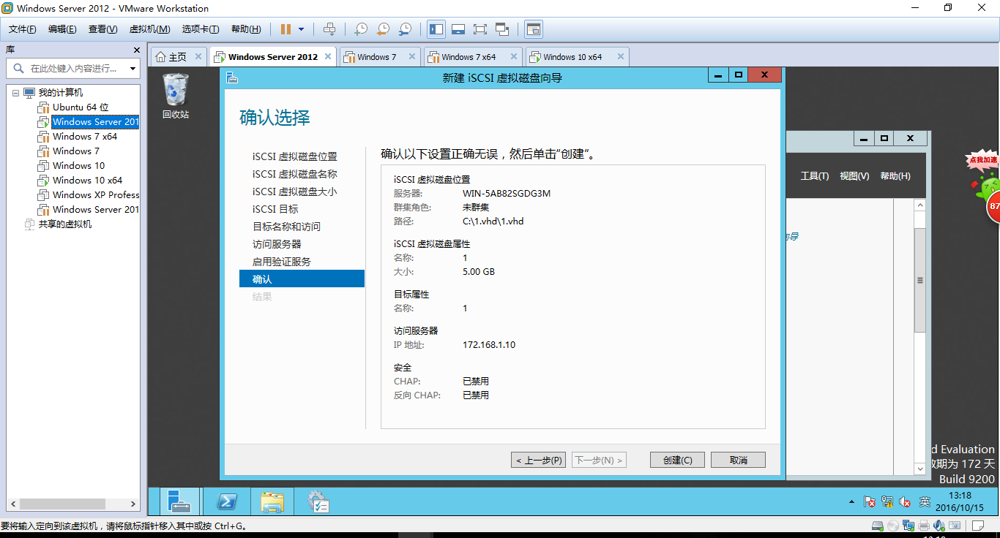 Windows Server 2012 - VMware Workstation
文件(F) 编辑(E) 查看(V) 虚拟机(M) 选项卡(T) 帮助(H)
库
在此处键入内容进行...
我的计算机
Ubuntu 64 位
Windows Server 201
Windows 7 x64
Windows 7
Windows 10
Windows 10 x64
Windows XP Profess
Windows Server 201
共享的虚拟机
主页 Windows Server 2012 Windows 7 Windows 7 x64 Windows 10 x64
回收站
新建 iSCSI 虚拟磁盘向导
确认选择
iSCSI 虚拟磁盘位置
iSCSI 虚拟磁盘名称
iSCSI 虚拟磁盘大小
iSCSI 目标
目标名称和访问
访问服务器
启用验证服务
确认
结果
确认以下设置正确无误，然后单击“创建”。
iSCSI 虚拟磁盘位置
服务器: WIN-5AB82SGDG3M
群集角色: 未群集
路径: C:\1.vhd\1.vhd
iSCSI 虚拟磁盘属性
名称: 1
大小: 5.00 GB
目标属性
名称: 1
访问服务器
IP 地址: 172.168.1.10
安全
CHAP: 已禁用
反向 CHAP: 已禁用
< 上一步(P) 下一步(N) > 创建(C) 取消
工具(T) 视图(V) 帮助(H)
导
点我加速
87
d Evaluation
效期为 172 天
Build 9200
英
13:18
2016/10/15
要将输入定向到该虚拟机，请将鼠标指针移入其中或按 Ctrl+G。